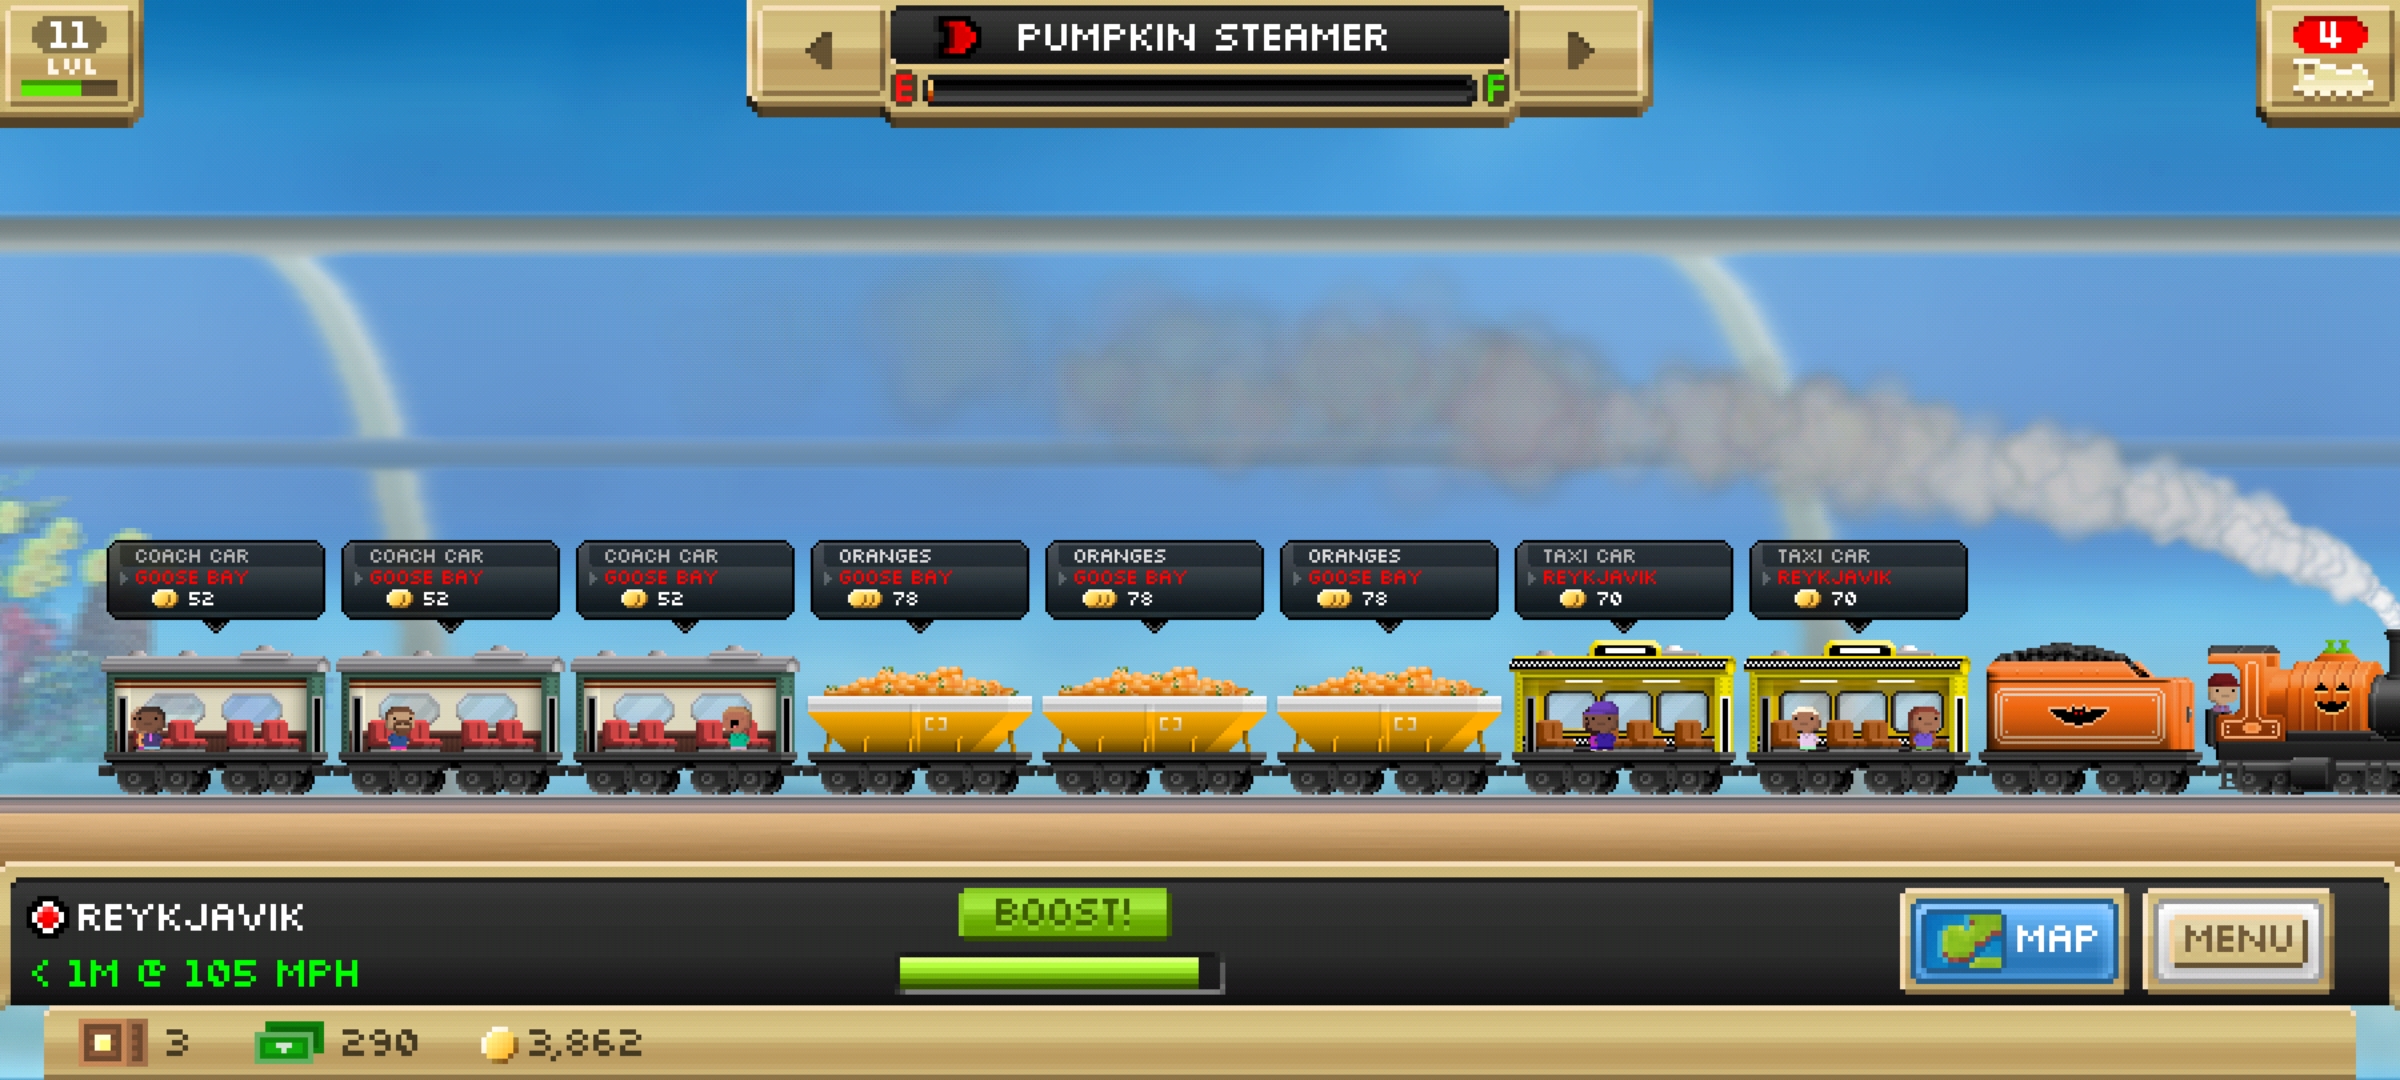 11
LVL
PUMPKIN STEAMER
E F
4
COACH CAR
GOOSE BAY
52
COACH CAR
GOOSE BAY
52
COACH CAR
GOOSE BAY
52
ORANGES
GOOSE BAY
78
ORANGES
GOOSE BAY
78
ORANGES
GOOSE BAY
78
TAXI CAR
REYKJAVIK
70
TAXI CAR
REYKJAVIK
70
REYKJAVIK
< 1M @ 105 MPH
BOOST!
MAP
MENU
3 290 3,862